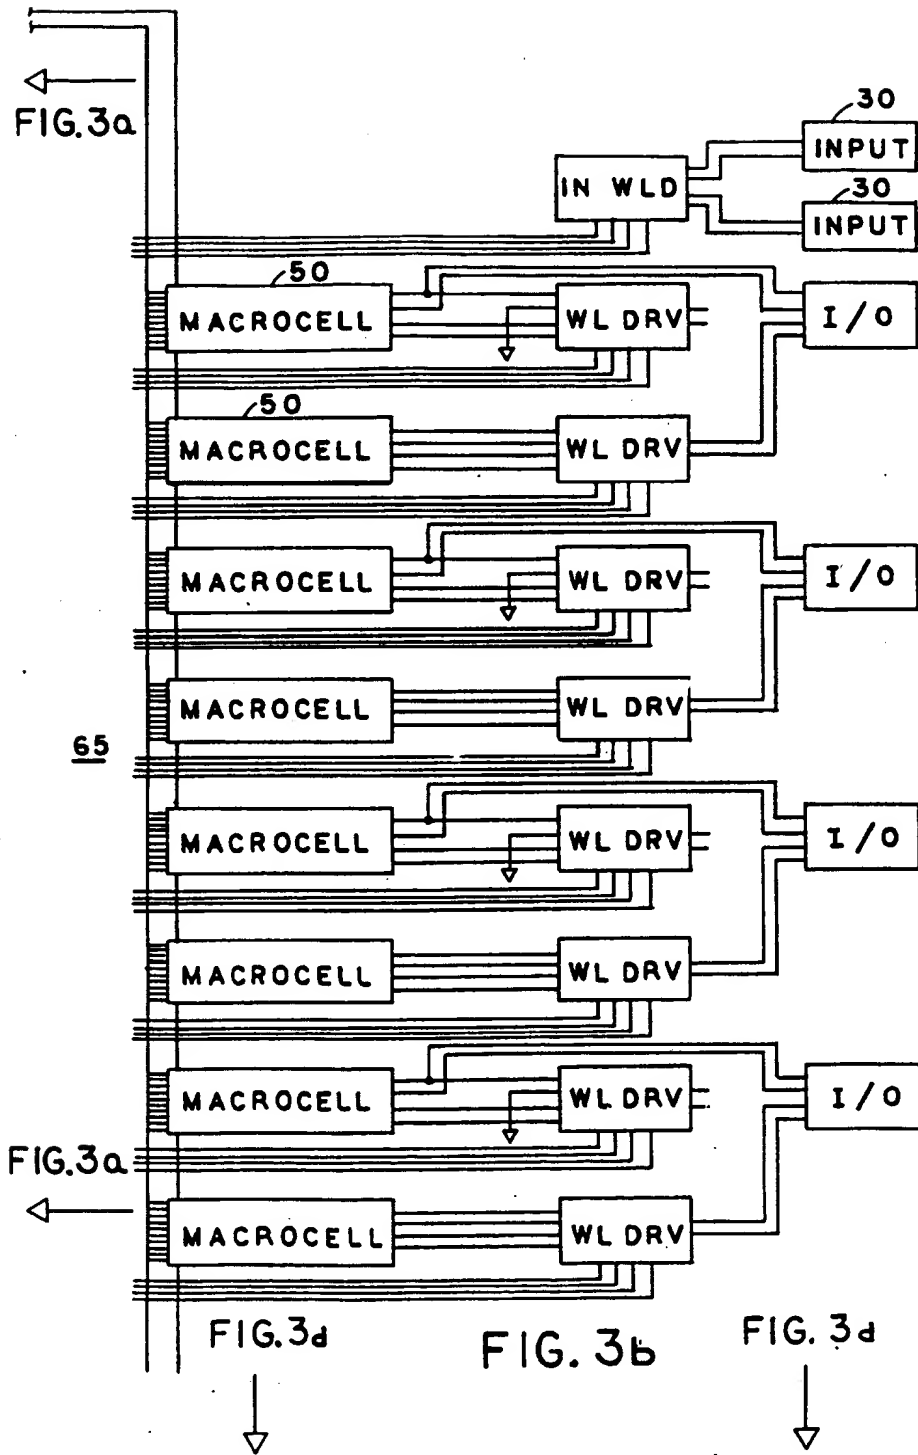 FIG.3a
30
INPUT
IN WLD
30
INPUT
50
MACROCELL
WL DRV
I/O
50
MACROCELL
WL DRV
MACROCELL
WL DRV
I/O
MACROCELL
WL DRV
65
MACROCELL
WL DRV
I/O
MACROCELL
WL DRV
MACROCELL
WL DRV
I/O
FIG.3a
MACROCELL
WL DRV
FIG.3d
FIG. 3b
FIG. 3d